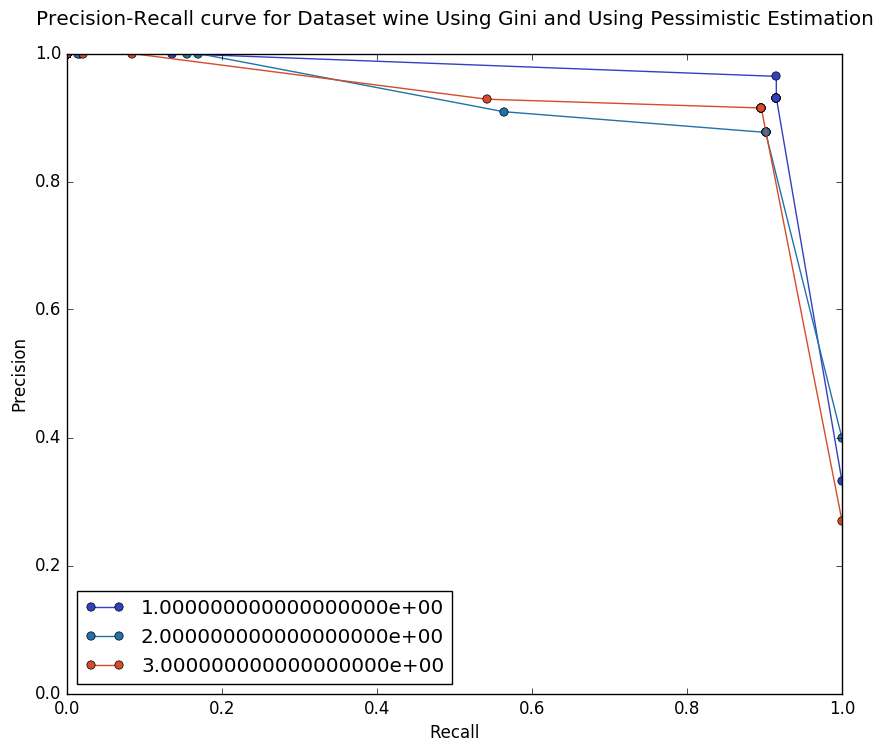 Precision-Recall curve for Dataset wine Using Gini and Using Pessimistic Estimation
1.0
0.8
0.6
0.4
0.2
0.0
Precision
1.000000000000000000e+00
2.000000000000000000e+00
3.000000000000000000e+00
0.0 0.2 0.4 0.6 0.8 1.0
Recall